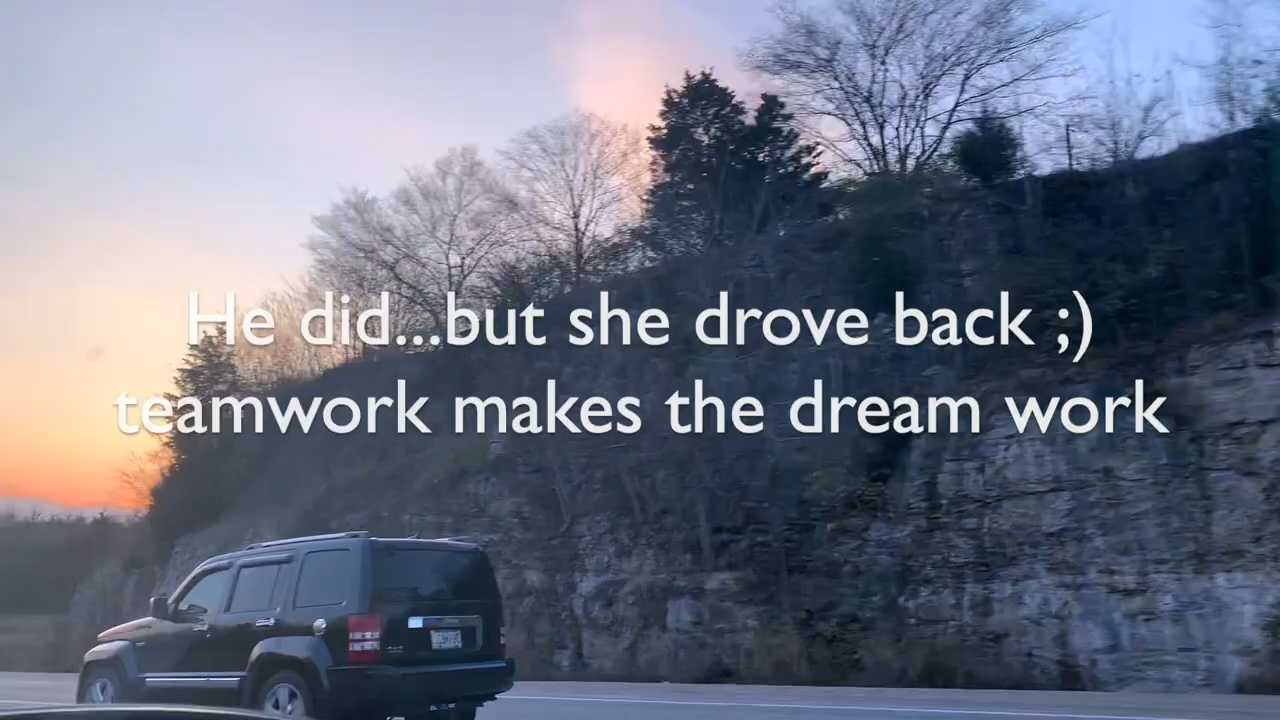 He did...but she drove back ;)
teamwork makes the dream work